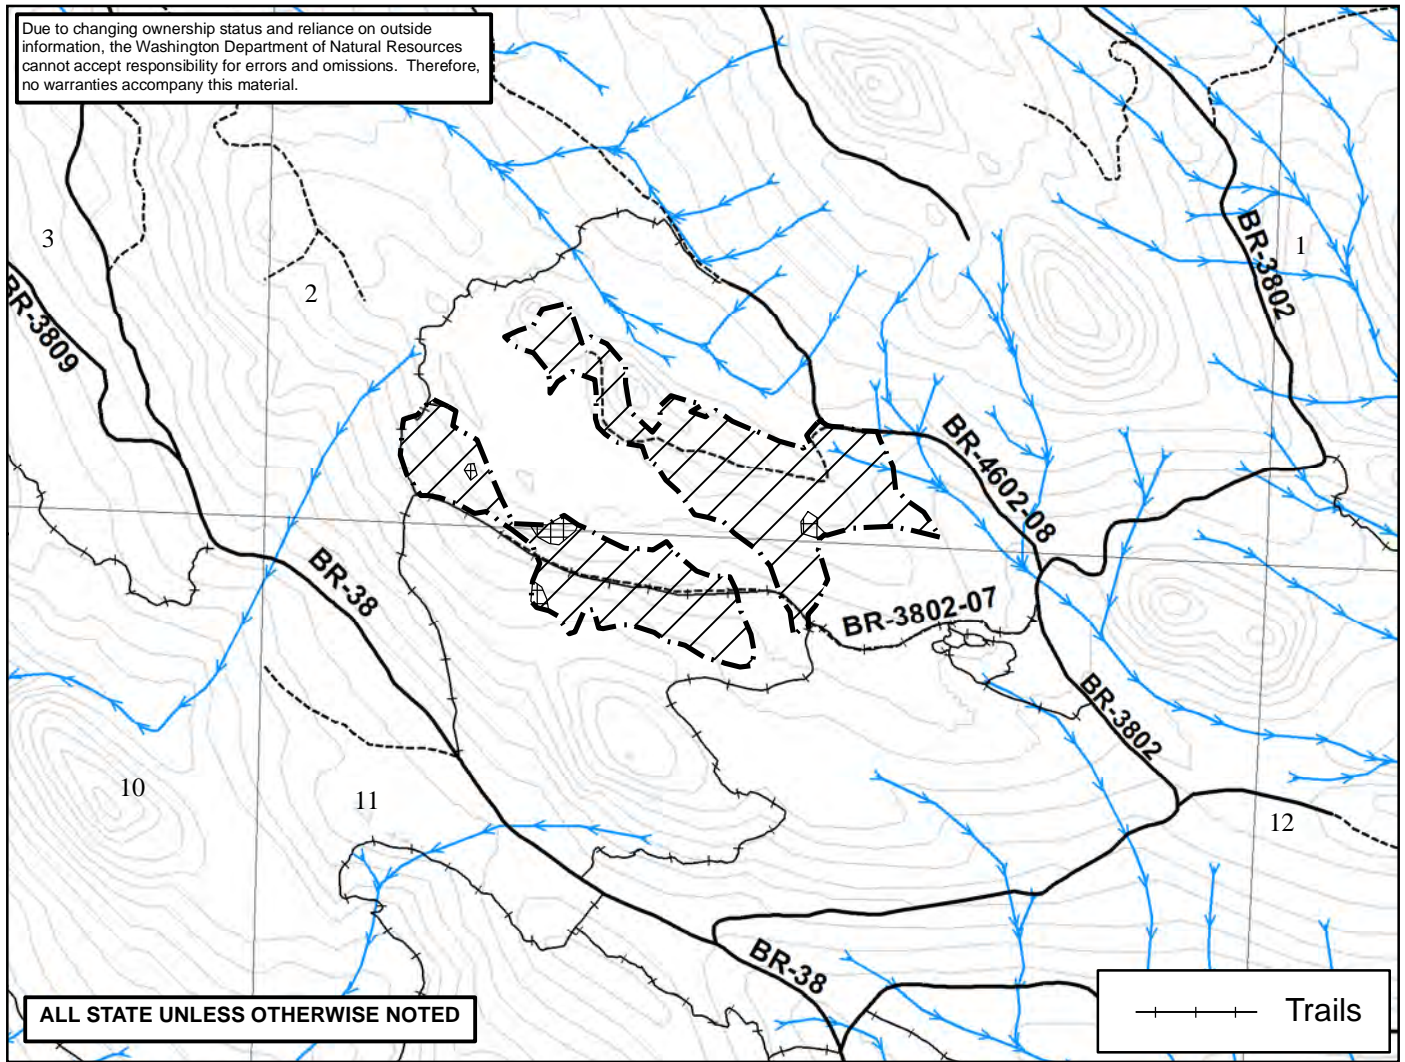 Due to changing ownership status and reliance on outside
information, the Washington Department of Natural Resources
cannot accept responsibility for errors and omissions. Therefore,
no warranties accompany this material.
3
2
1
BR-3809
BR-3802
BR-4602-08
BR-38
BR-3802-07
BR-3802
10
11
12
BR-38
ALL STATE UNLESS OTHERWISE NOTED
Trails